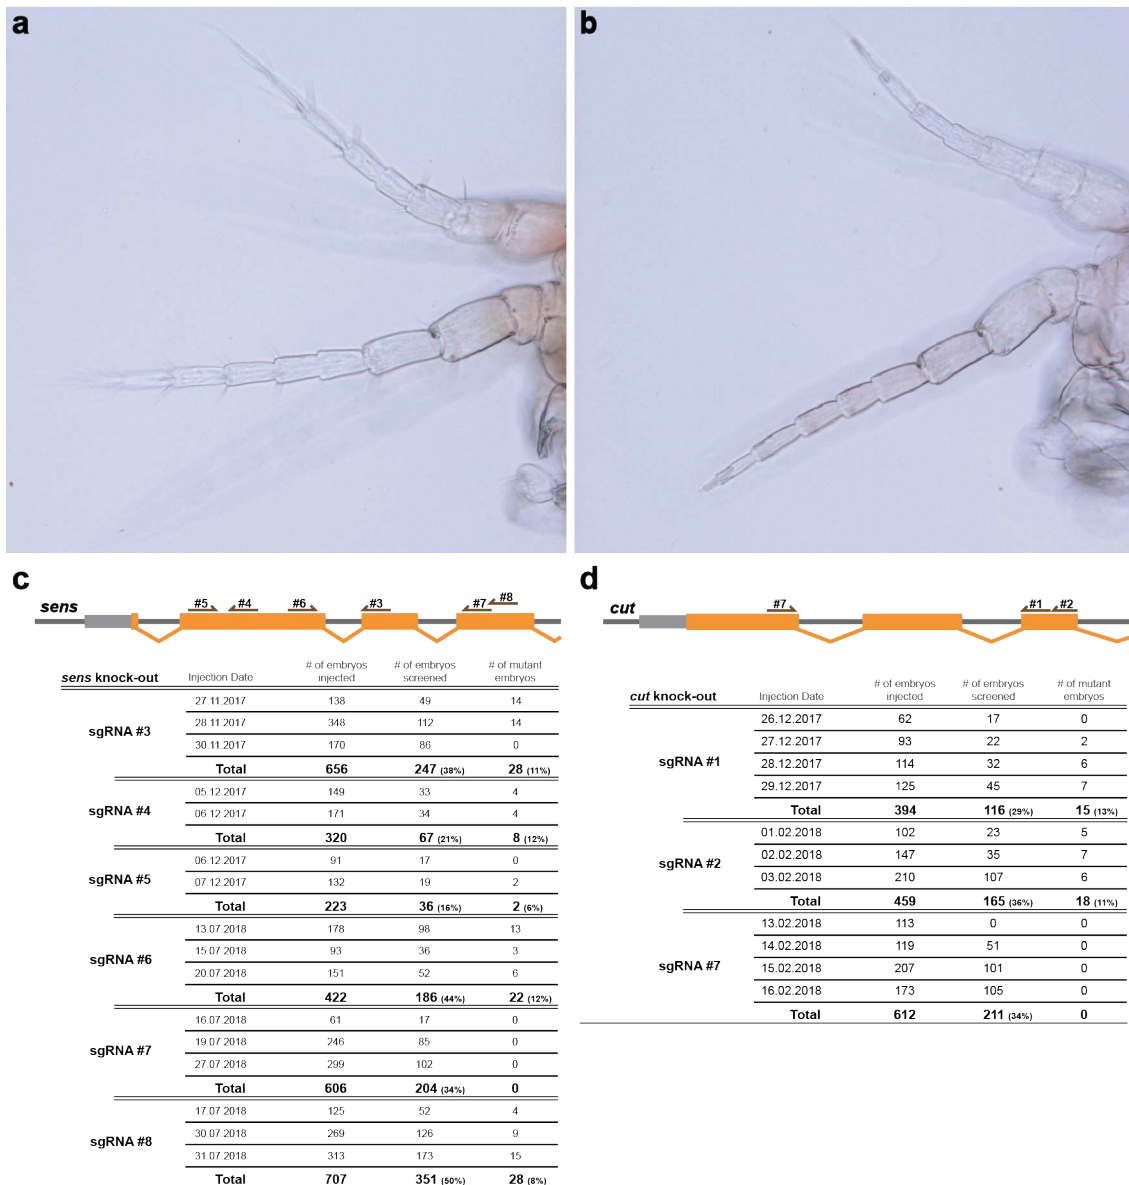 a
b
c
sens
#5
#4
#6
#3
#7
#8
sens knock-out Injection Date # of embryos injected # of embryos screened # of mutant embryos
sgRNA #3
27.11.2017 138 49 14
28.11.2017 348 112 14
30.11.2017 170 86 0
Total 656 247 (38%) 28 (11%)
sgRNA #4
05.12.2017 149 33 4
06.12.2017 171 34 4
Total 320 67 (21%) 8 (12%)
sgRNA #5
06.12.2017 91 17 0
07.12.2017 132 19 2
Total 223 36 (16%) 2 (6%)
sgRNA #6
13.07.2018 178 98 13
15.07.2018 93 36 3
20.07.2018 151 52 6
Total 422 186 (44%) 22 (12%)
sgRNA #7
16.07.2018 61 17 0
19.07.2018 246 85 0
27.07.2018 299 102 0
Total 606 204 (34%) 0
sgRNA #8
17.07.2018 125 52 4
30.07.2018 269 126 9
31.07.2018 313 173 15
Total 707 351 (50%) 28 (8%)
d
cut
#7
#1
#2
cut knock-out Injection Date # of embryos injected # of embryos screened # of mutant embryos
sgRNA #1
26.12.2017 62 17 0
27.12.2017 93 22 2
28.12.2017 114 32 6
29.12.2017 125 45 7
Total 394 116 (29%) 15 (13%)
sgRNA #2
01.02.2018 102 23 5
02.02.2018 147 35 7
03.02.2018 210 107 6
Total 459 165 (36%) 18 (11%)
sgRNA #7
13.02.2018 113 0 0
14.02.2018 119 51 0
15.02.2018 207 101 0
16.02.2018 173 105 0
Total 612 211 (34%) 0